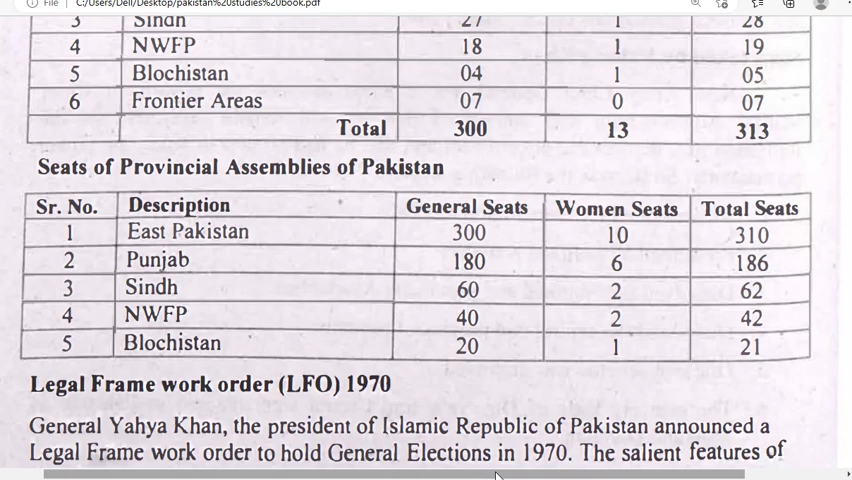 File C:/Users/Dell/Desktop/pakistan%20studies%20book.pdf
3 Sindh 27 1 28
4 NWFP 18 1 19
5 Blochistan 04 1 05
6 Frontier Areas 07 0 07
Total 300 13 313
Seats of Provincial Assemblies of Pakistan
Sr. No. Description General Seats Women Seats Total Seats
1 East Pakistan 300 10 310
2 Punjab 180 6 186
3 Sindh 60 2 62
4 NWFP 40 2 42
5 Blochistan 20 1 21
Legal Frame work order (LFO) 1970
General Yahya Khan, the president of Islamic Republic of Pakistan announced a
Legal Frame work order to hold General Elections in 1970. The salient features of